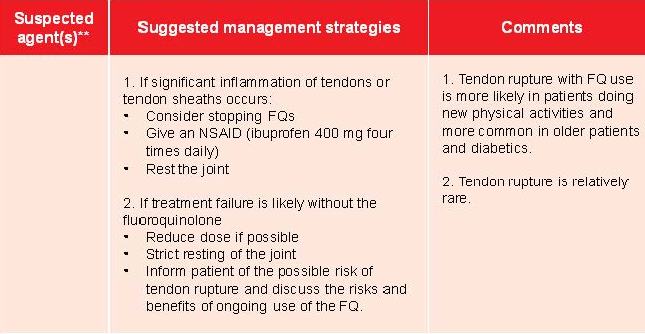 Suspected
agent(s)**
Suggested management strategies
Comments
1. If significant inflammation of tendons or
tendon sheaths occurs:
• Consider stopping FQs
• Give an NSAID (ibuprofen 400 mg four
times daily)
• Rest the joint
2. If treatment failure is likely without the
fluoroquinolone
• Reduce dose if possible
• Strict resting of the joint
• Inform patient of the possible risk of
tendon rupture and discuss the risks and
benefits of ongoing use of the FQ.
1. Tendon rupture with FQ use
is more likely in patients doing
new physical activities and
more common in older patients
and diabetics.
2. Tendon rupture is relatively
rare.